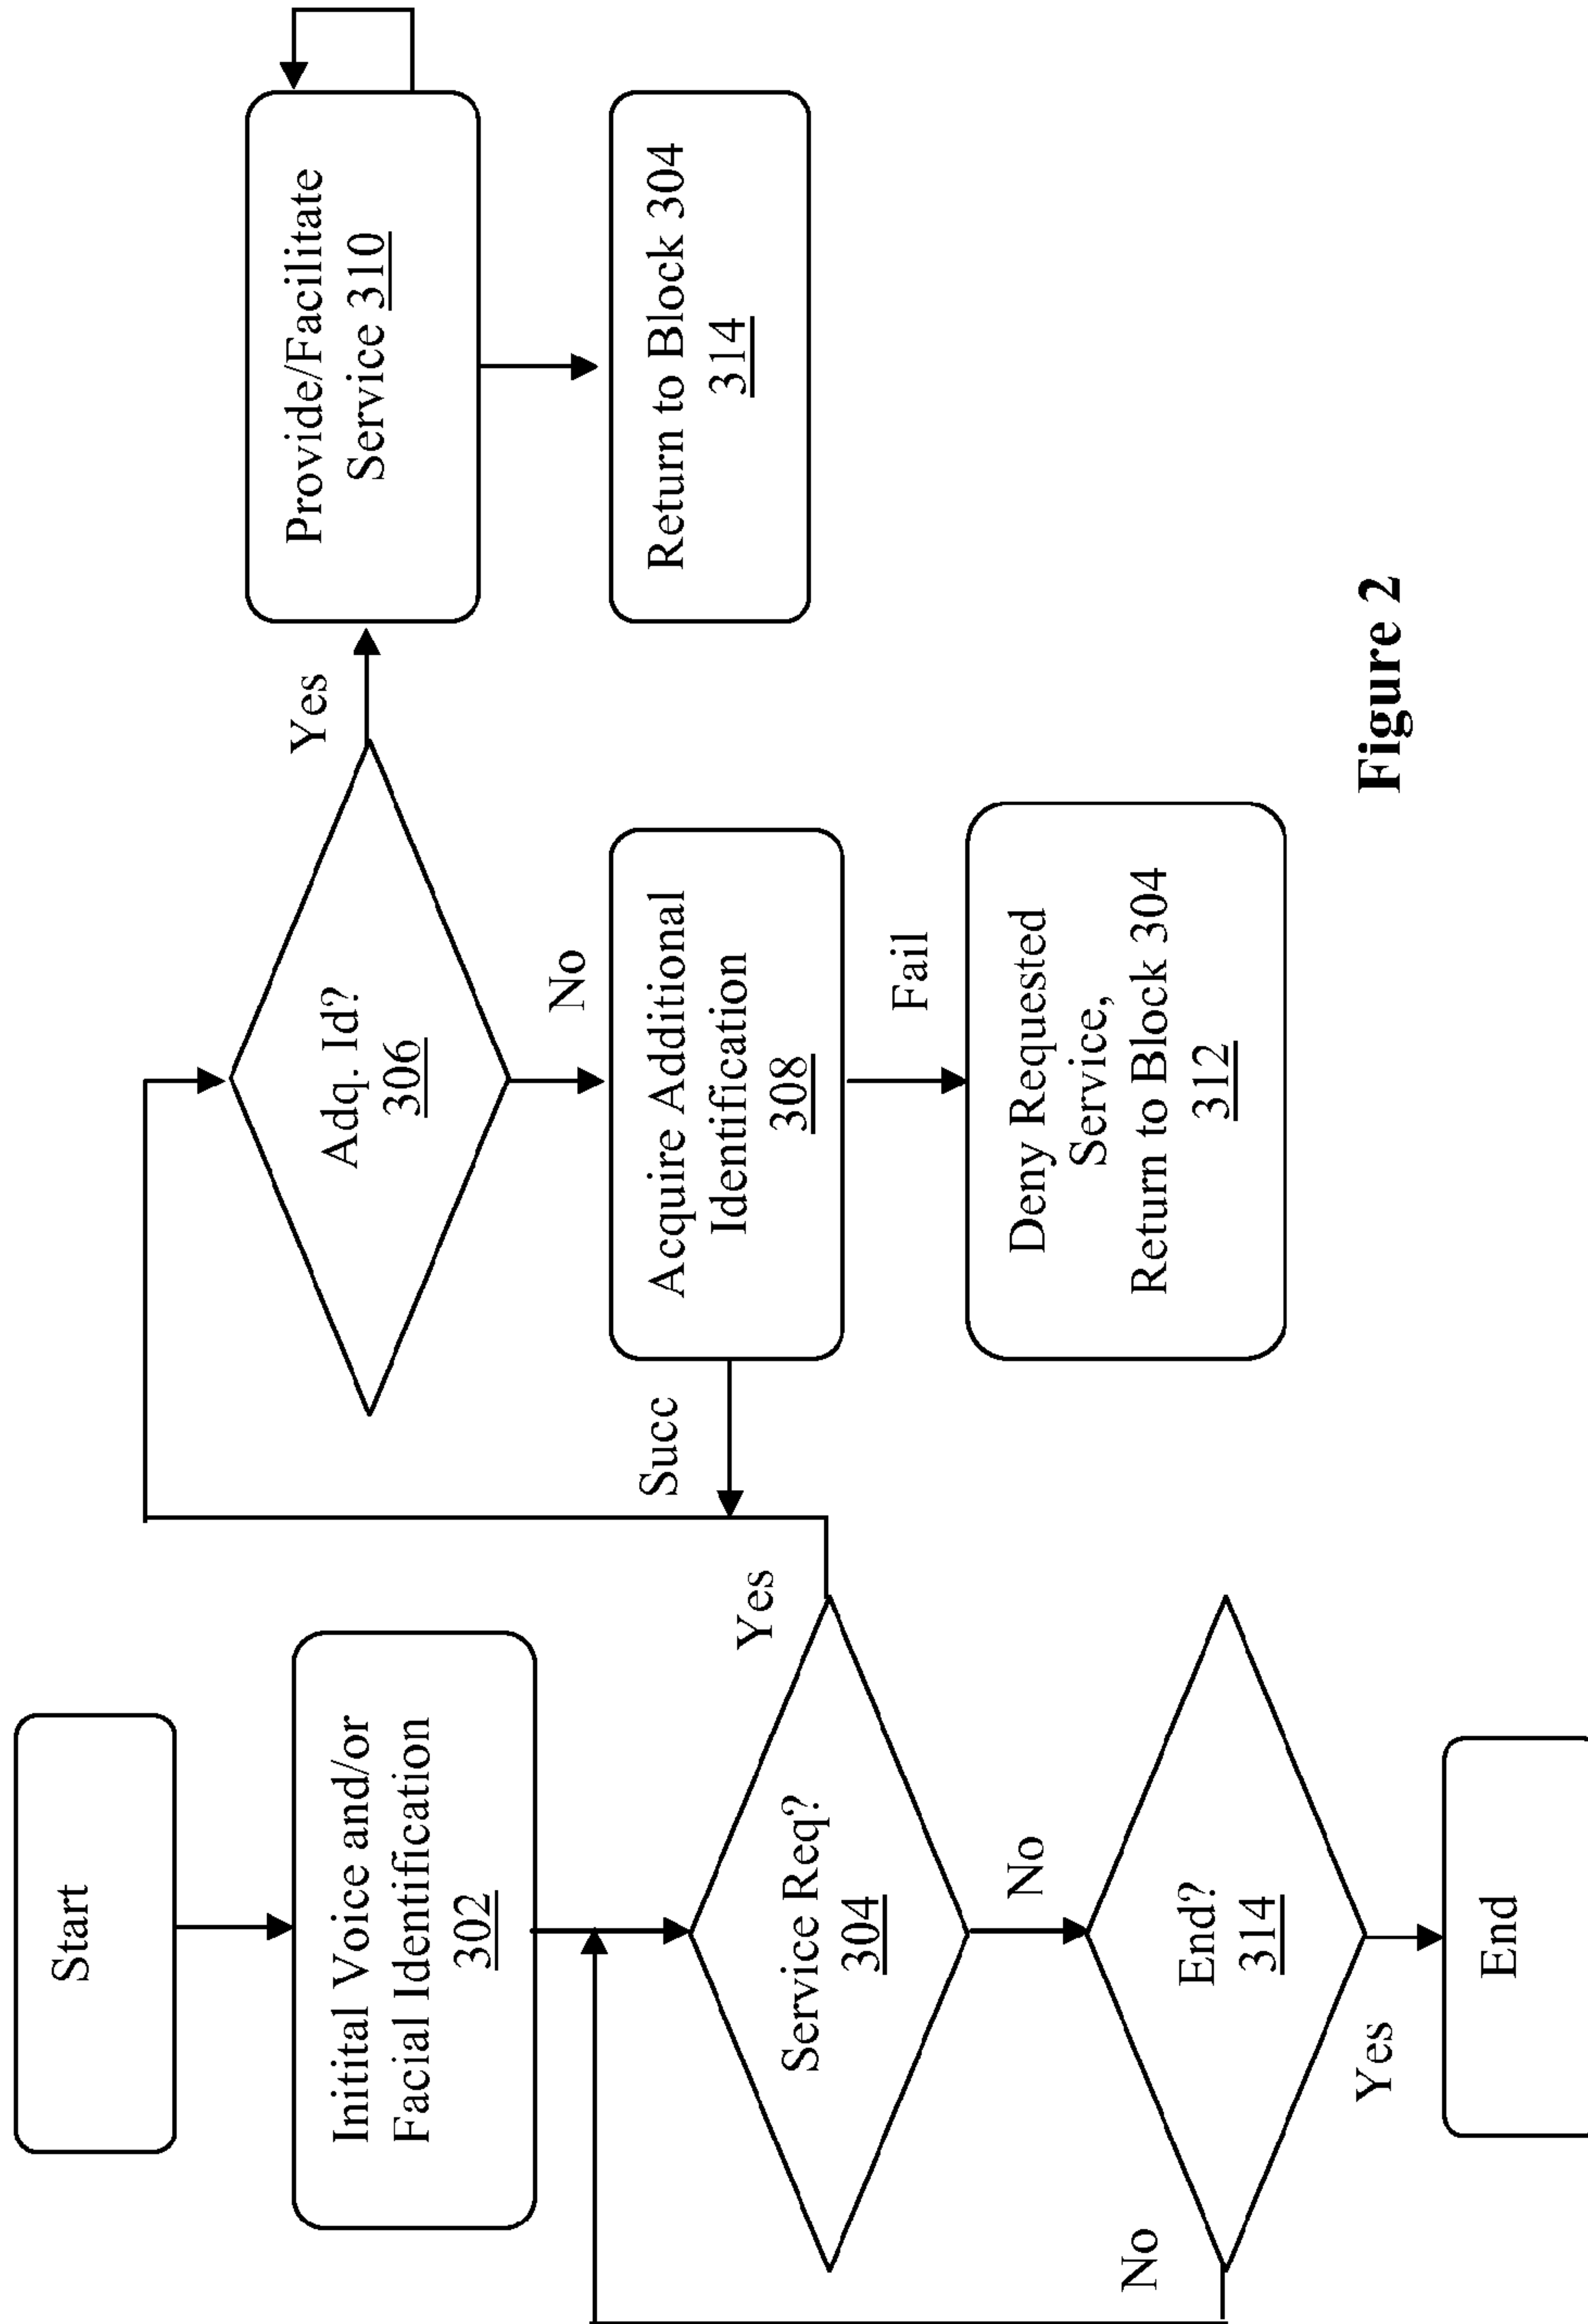 Start
Initital Voice and/or
Facial Identification
302
Service Req?
304
Yes
No
End?
314
No
Yes
End
Adq. Id?
306
Yes
No
Acquire Additional
Identification
308
Succ
Fail
Deny Requested
Service,
Return to Block 304
312
Provide/Facilitate
Service 310
Return to Block 304
314
Figure 2